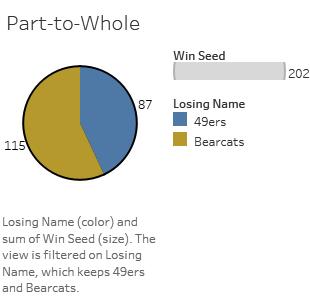 Part-to-Whole
Win Seed
202
87
115
Losing Name
49ers
Bearcats
Losing Name (color) and
sum of Win Seed (size). The
view is filtered on Losing
Name, which keeps 49ers
and Bearcats.